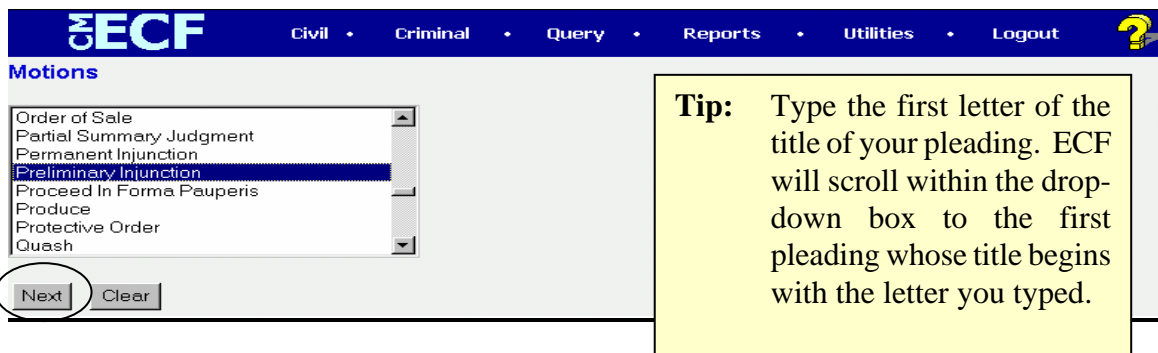 CM ECF Civil • Criminal • Query • Reports • Utilities • Logout ?
Motions
Order of Sale
Partial Summary Judgment
Permanent Injunction
Preliminary Injunction
Proceed In Forma Pauperis
Produce
Protective Order
Quash
Next Clear
Tip: Type the first letter of the
title of your pleading. ECF
will scroll within the drop-
down box to the first
pleading whose title begins
with the letter you typed.